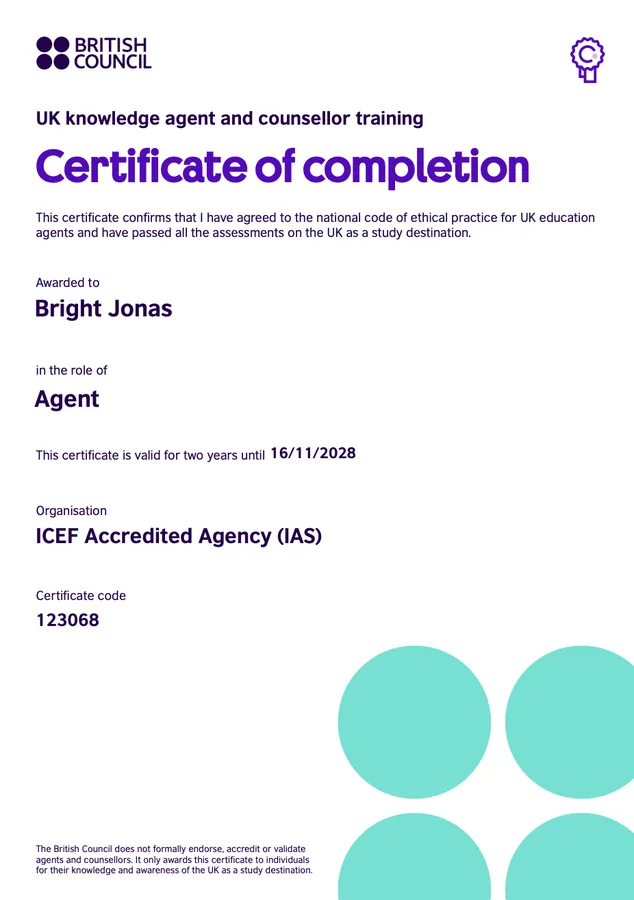 BRITISH
COUNCIL
UK knowledge agent and counsellor training
Certificate of completion
This certificate confirms that I have agreed to the national code of ethical practice for UK education
agents and have passed all the assessments on the UK as a study destination.
Awarded to
Bright Jonas
in the role of
Agent
This certificate is valid for two years until 16/11/2028
Organisation
ICEF Accredited Agency (IAS)
Certificate code
123068
The British Council does not formally endorse, accredit or validate
agents and counsellors. It only awards this certificate to individuals
for their knowledge and awareness of the UK as a study destination.